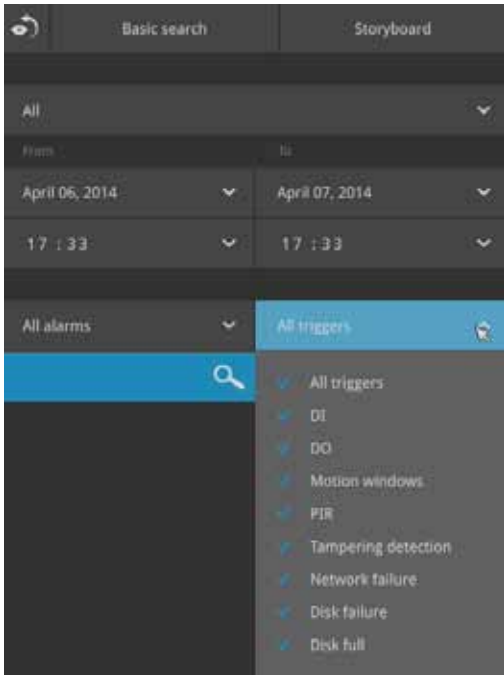 Basic search
Storyboard
All
From
To
April 06, 2014
April 07, 2014
17 : 33
17 : 33
All alarms
All triggers
All triggers
DI
DO
Motion windows
PIR
Tampering detection
Network failure
Disk failure
Disk full